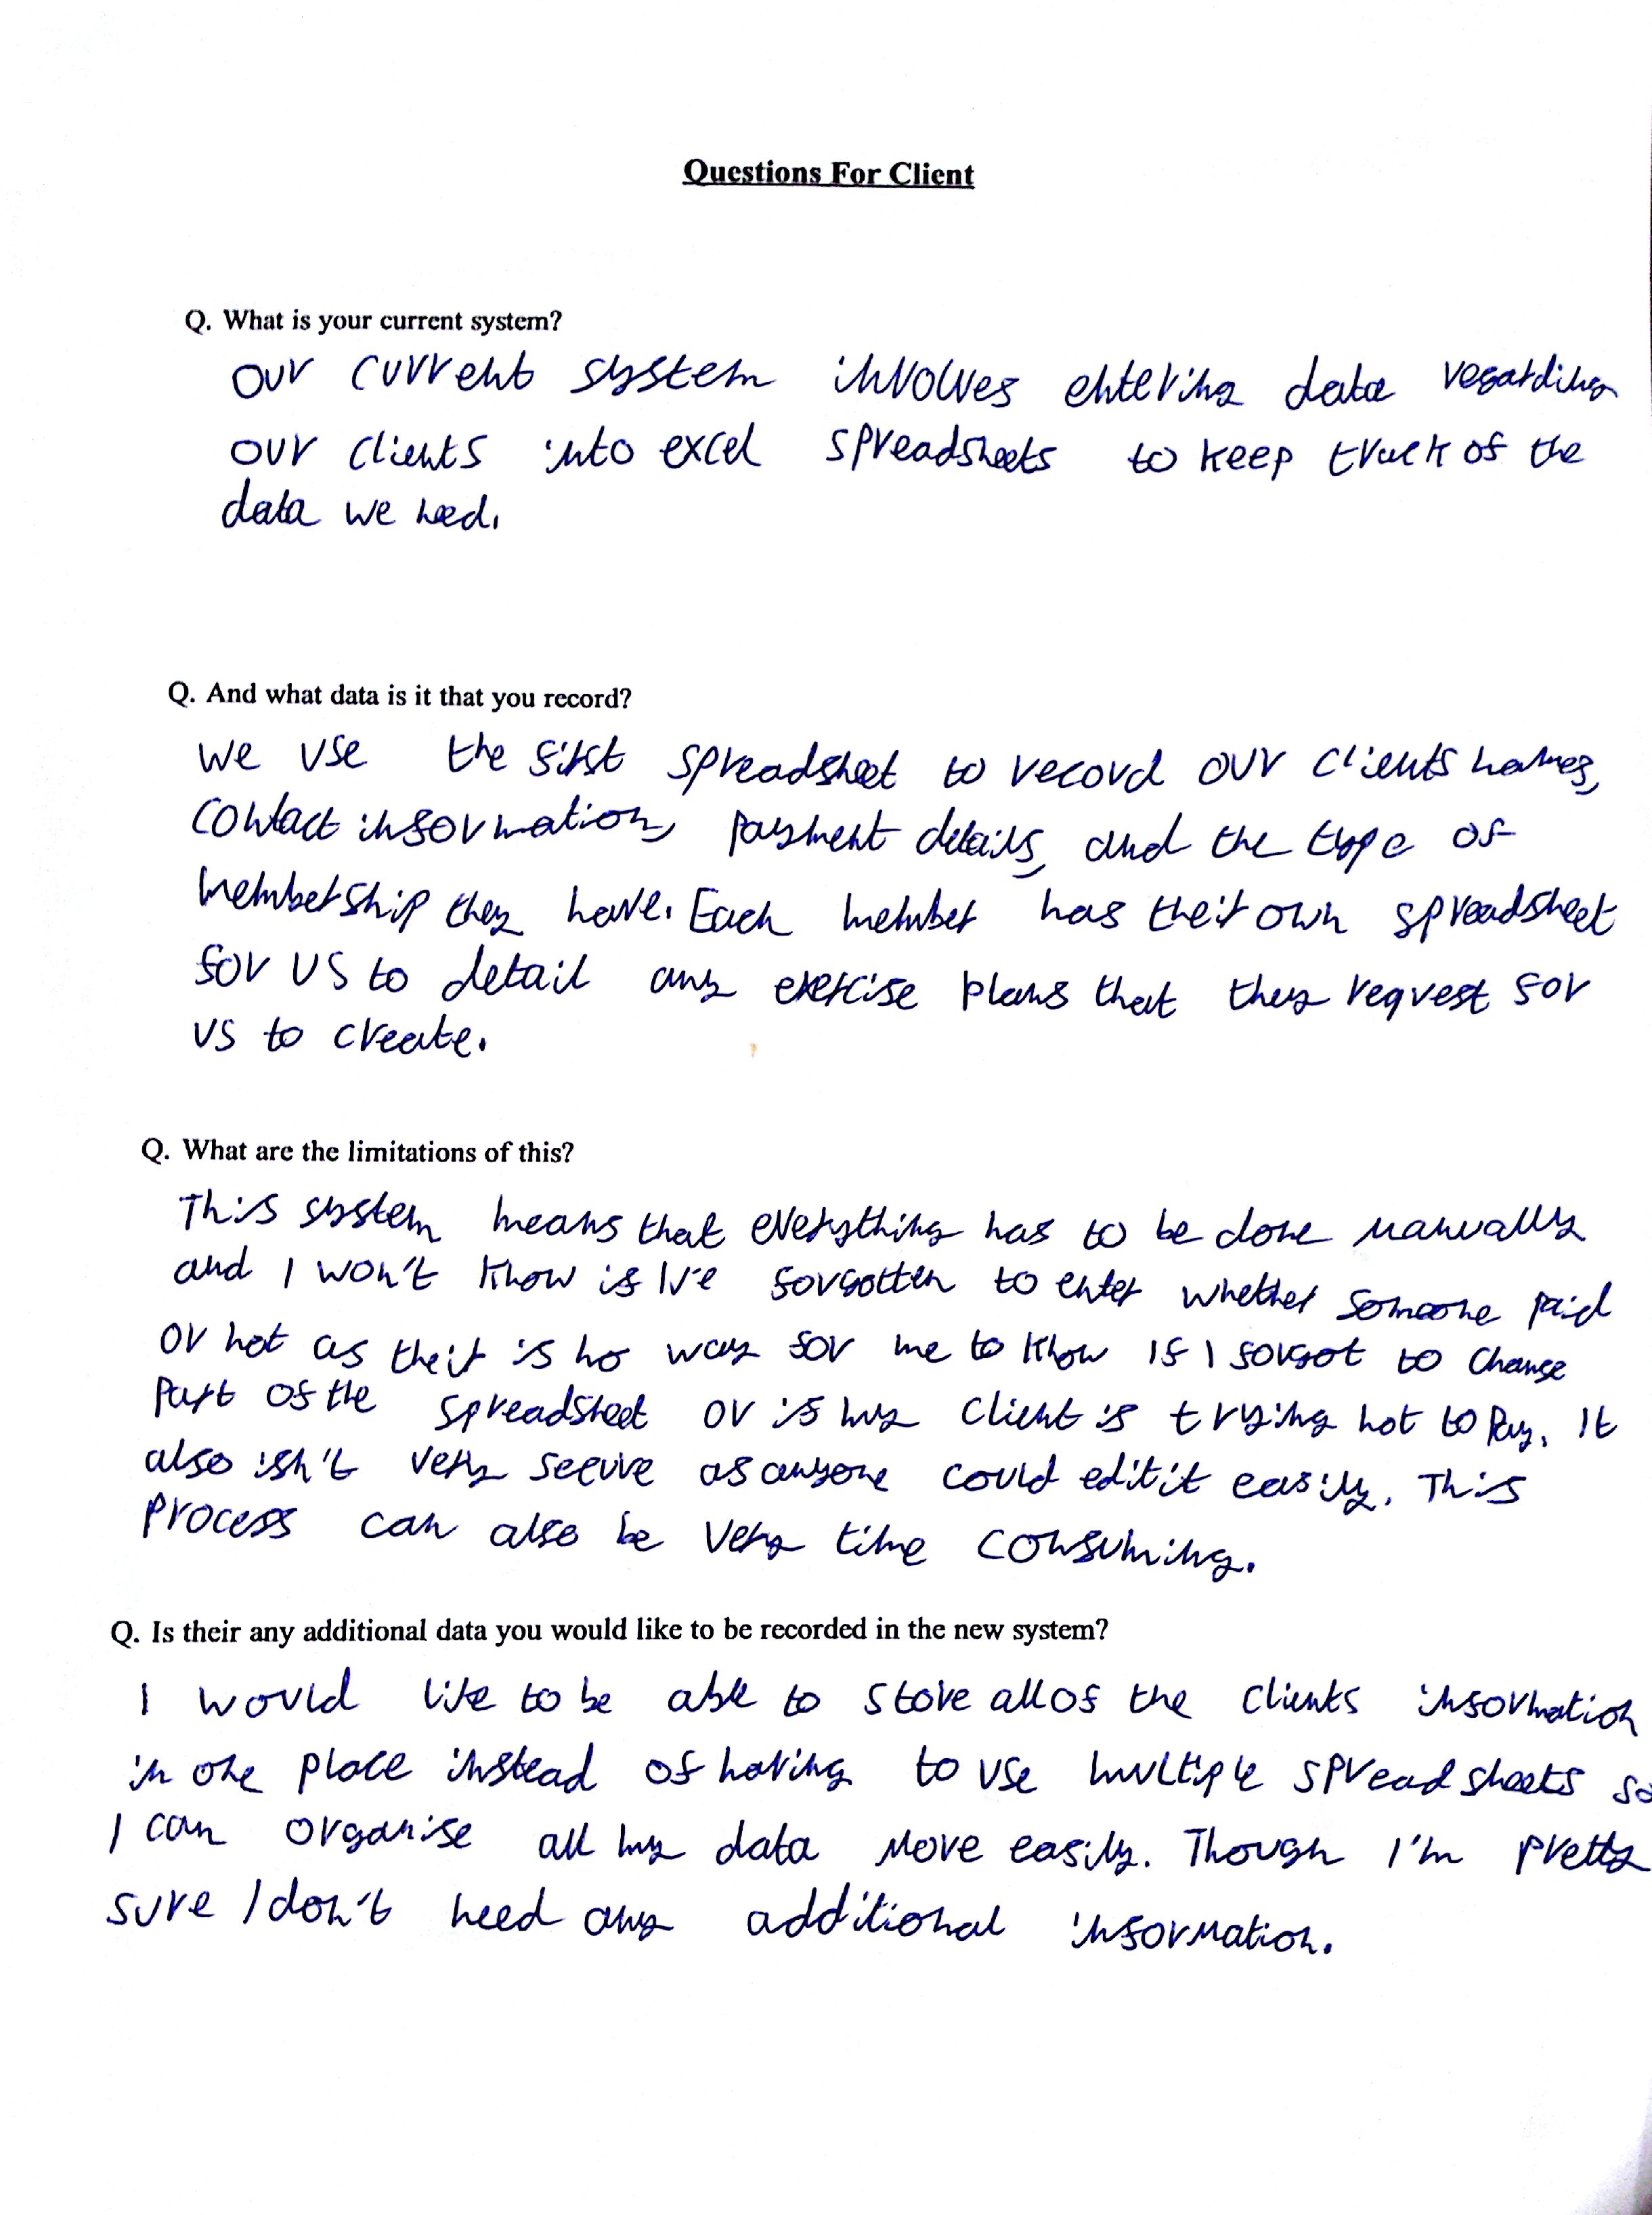 Questions For Client
Q. What is your current system?
our current system involves entering data regarding
our clients into excel spreadsheets to keep track of the
data we need.
Q. And what data is it that you record?
we use the first spreadsheet to record our clients names,
contact information, payment details, and the type of
membership they have. Each member has their own spreadsheet
for us to detail any exercise plans that they request for
us to create.
Q. What are the limitations of this?
This system means that everything has to be done manually
and I won't know if I've forgotten to enter whether someone paid
or not as their is no way for me to know if I forgot to change
part of the spreadsheet or if my client is trying not to pay. It
also isn't very secure as anyone could edit it easily. This
process can also be very time consuming.
Q. Is their any additional data you would like to be recorded in the new system?
I would like to be able to store all of the clients information
in one place instead of having to use multiple spreadsheets so
I can organise all my data more easily. Though I'm pretty
sure I don't need any additional information.